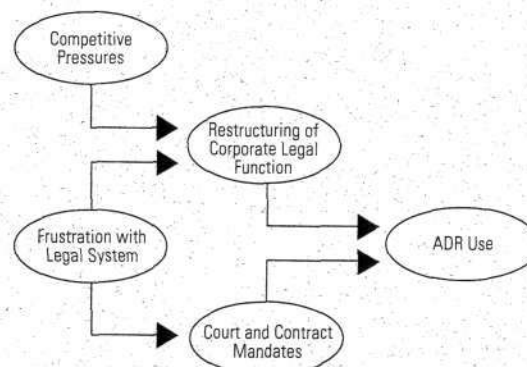 Competitive
Pressures
Restructuring of
Corporate Legal
Function
Frustration with
Legal System
ADR Use
Court and Contract
Mandates